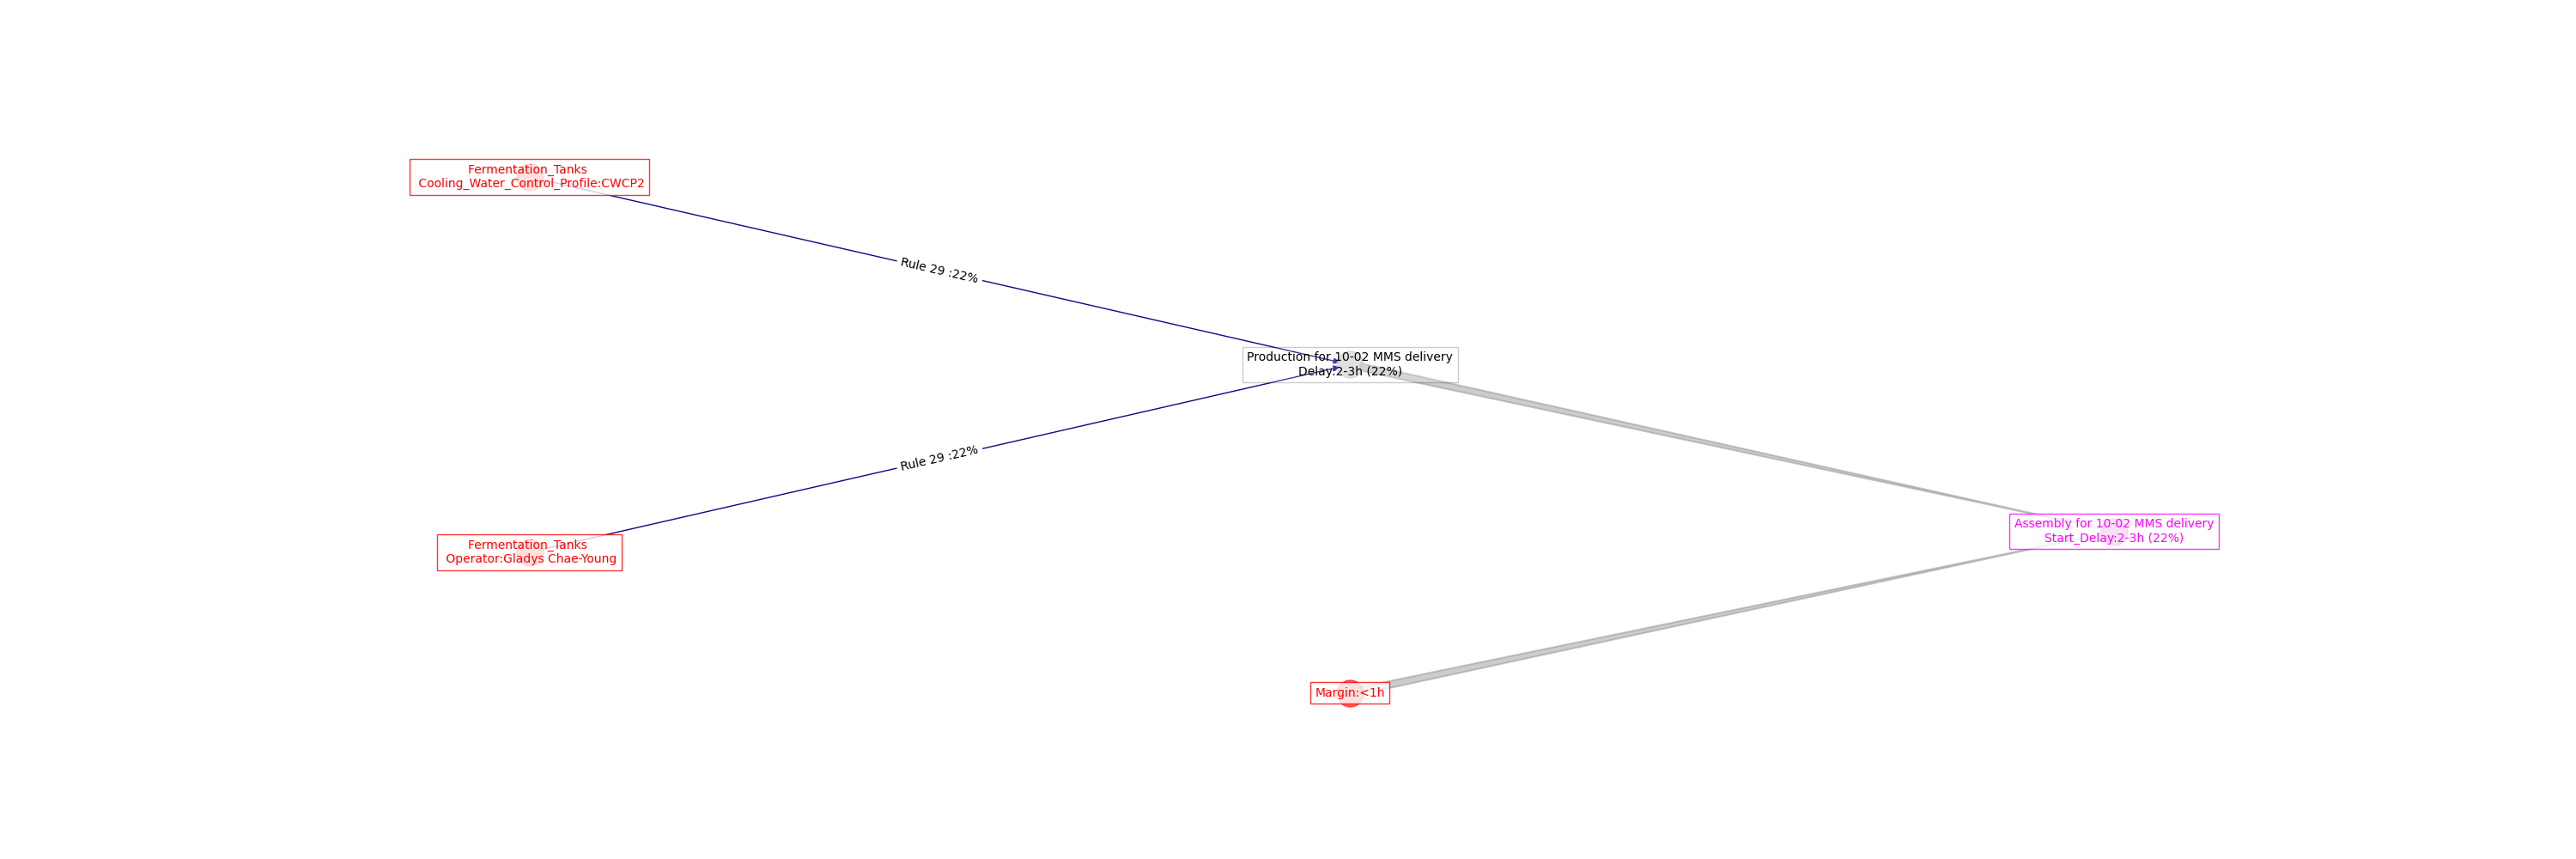 Fermentation_Tanks
Cooling_Water_Control_Profile:CWCP2
Rule 29 :22%
Production for 10-02 MMS delivery
Delay:2-3h (22%)
Rule 29 :22%
Fermentation_Tanks
Operator:Gladys Chae-Young
Assembly for 10-02 MMS delivery
Start_Delay:2-3h (22%)
Margin:<1h